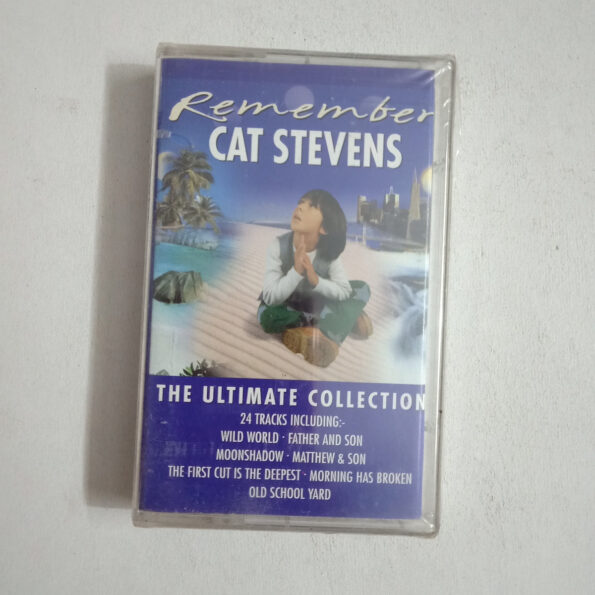 Remember
CAT STEVENS
THE ULTIMATE COLLECTION
24 TRACKS INCLUDING:-
WILD WORLD · FATHER AND SON
MOONSHADOW · MATTHEW & SON
THE FIRST CUT IS THE DEEPEST · MORNING HAS BROKEN
OLD SCHOOL YARD